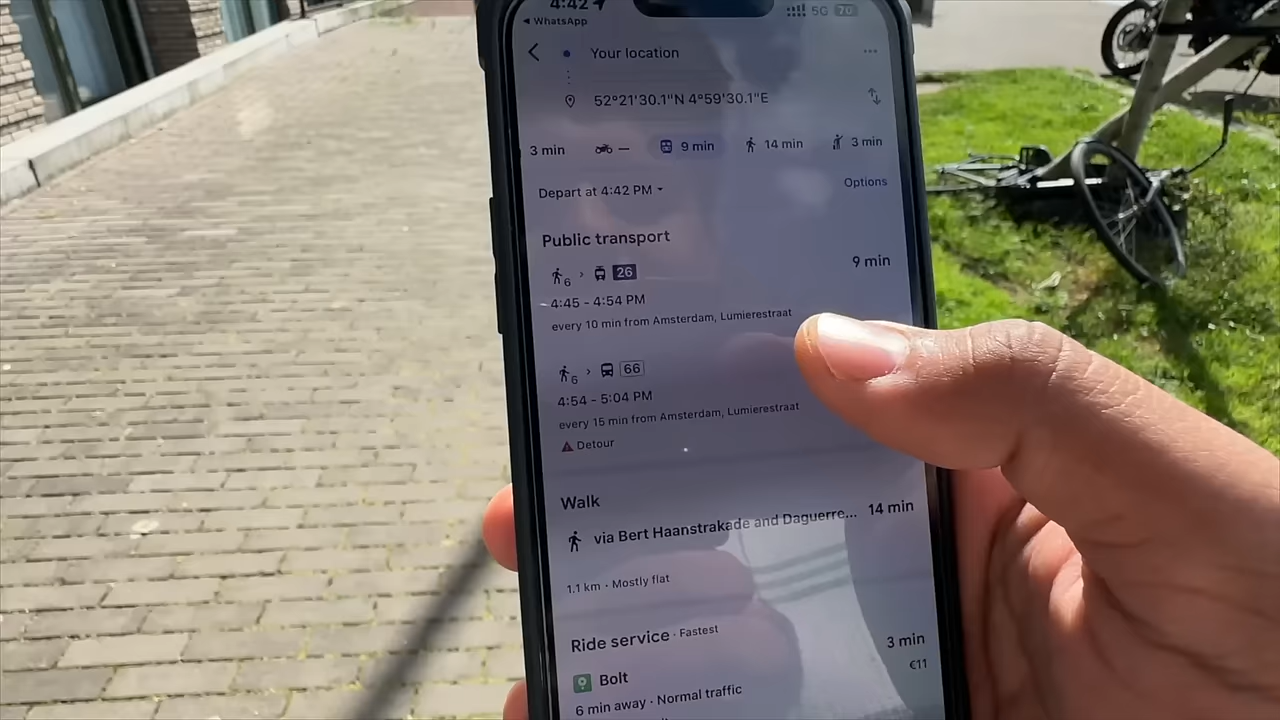 4:42
5G 70
◀ WhatsApp
Your location
52°21'30.1"N 4°59'30.1"E
3 min — 9 min 14 min 3 min
Depart at 4:42 PM
Options
Public transport
6 › 26 9 min
4:45 - 4:54 PM
every 10 min from Amsterdam, Lumierestraat
6 › 66
4:54 - 5:04 PM
every 15 min from Amsterdam, Lumierestraat
Detour
Walk
via Bert Haanstrakade and Daguerre... 14 min
1.1 km · Mostly flat
Ride service · Fastest 3 min
Bolt €11
6 min away · Normal traffic